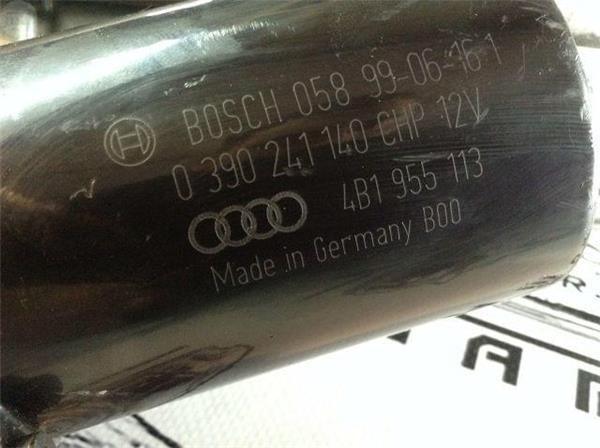 BOSCH 058 99-06-16 1
0 390 241 140 CHP 12V
4B1 955 113
Made in Germany B00